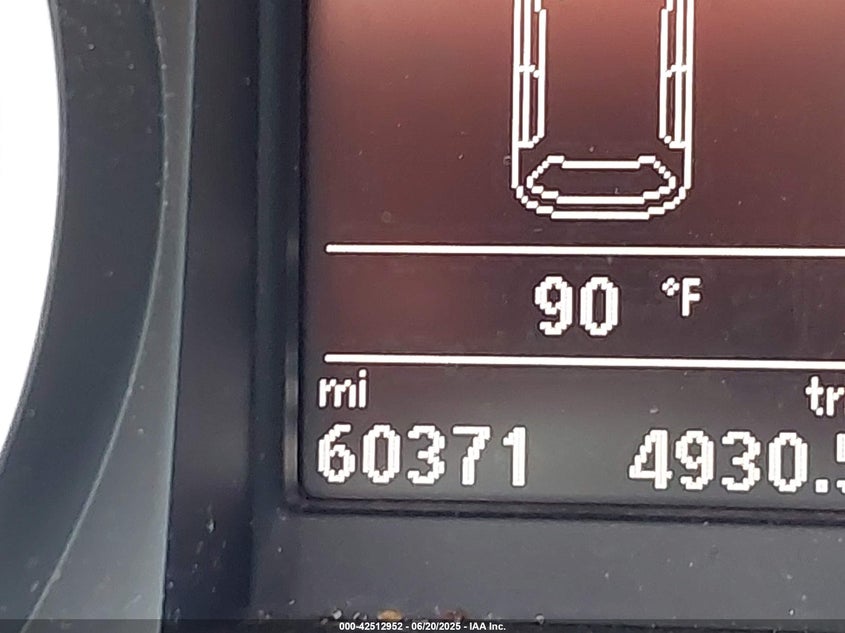 90 °F
mi
60371 4930.
000-42512952 - 06/20/2025 - IAA Inc.